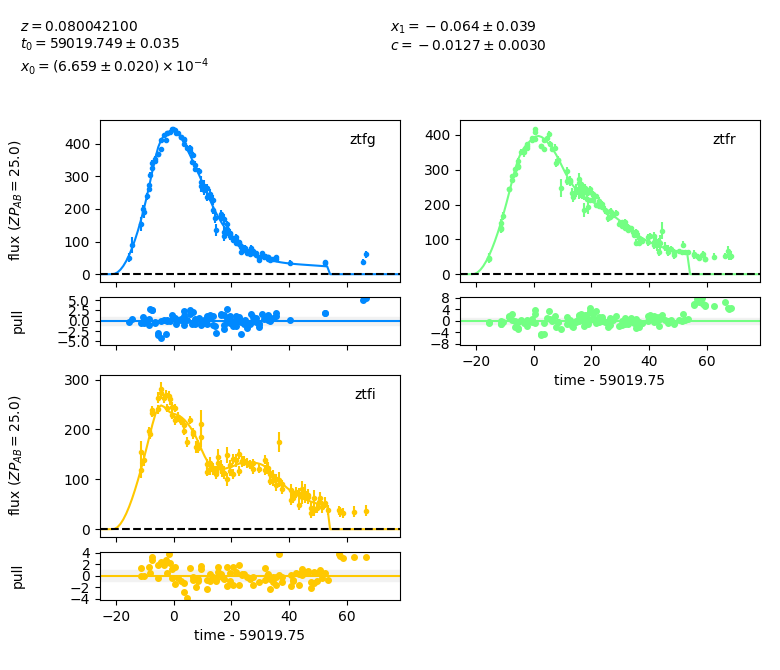 z = 0.080042100
t₀ = 59019.749 ± 0.035
x₀ = (6.659 ± 0.020) × 10⁻⁴
x₁ = −0.064 ± 0.039
c = −0.0127 ± 0.0030
flux (ZP_AB = 25.0)
400
300
200
100
0
ztfg
400
300
200
100
0
ztfr
pull
5.0
2.5
0.0
−2.5
−5.0
8
4
0
−4
−8
−20 0 20 40 60
time - 59019.75
flux (ZP_AB = 25.0)
300
200
100
0
ztfi
pull
4
2
0
−2
−4
−20 0 20 40 60
time - 59019.75